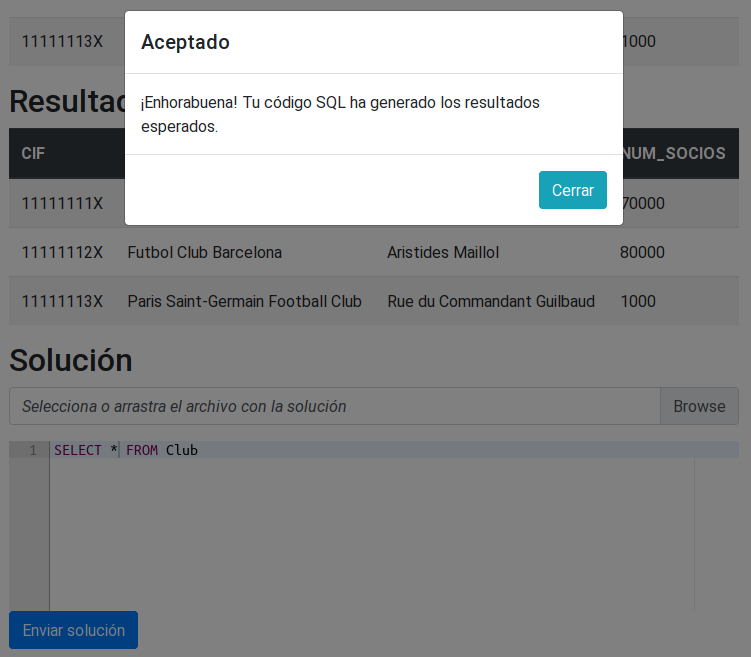 Aceptado
¡Enhorabuena! Tu código SQL ha generado los resultados
esperados.
Cerrar
11111113X 1000
Resultad
CIF NUM_SOCIOS
11111111X 70000
11111112X Futbol Club Barcelona Aristides Maillol 80000
11111113X Paris Saint-Germain Football Club Rue du Commandant Guilbaud 1000
Solución
Selecciona o arrastra el archivo con la solución Browse
1 SELECT * FROM Club
Enviar solución